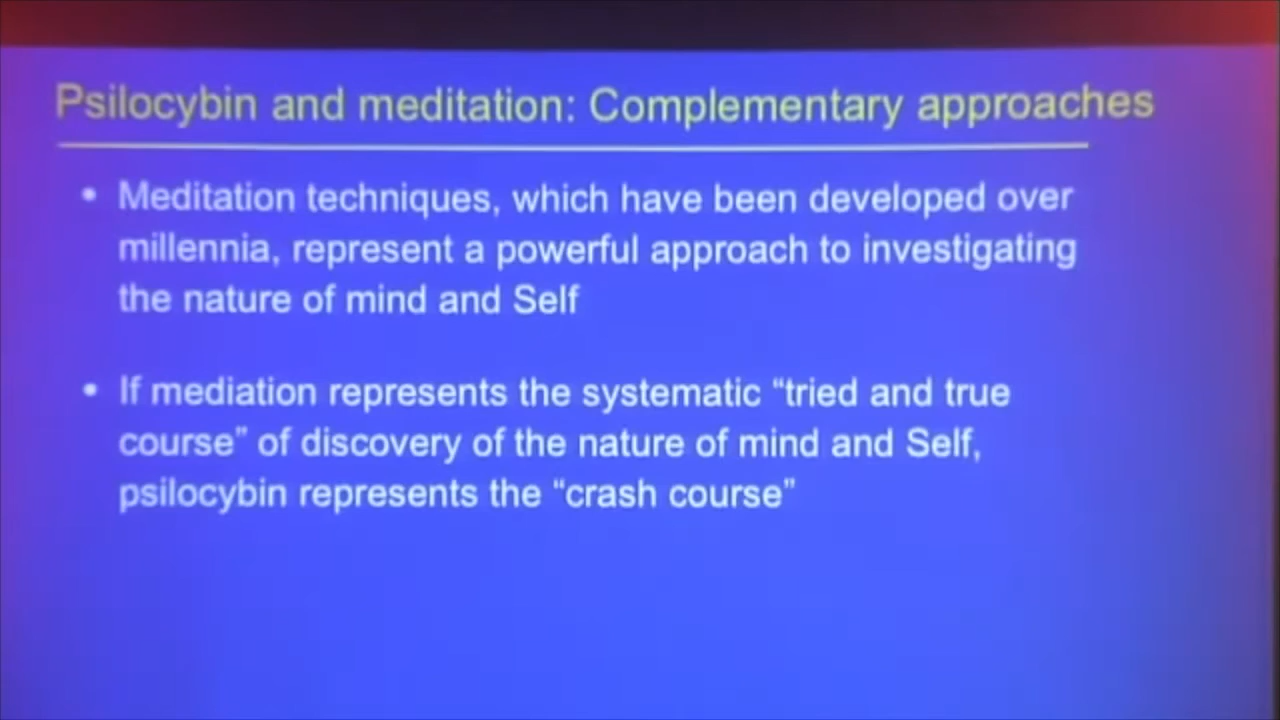 Psilocybin and meditation: Complementary approaches
• Meditation techniques, which have been developed over
millennia, represent a powerful approach to investigating
the nature of mind and Self
• If mediation represents the systematic “tried and true
course” of discovery of the nature of mind and Self,
psilocybin represents the “crash course”